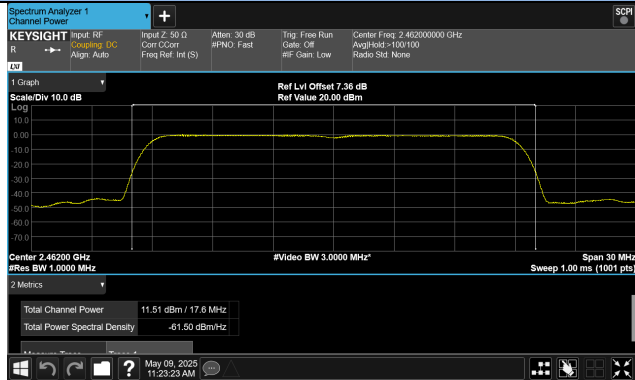 Spectrum Analyzer 1
Channel Power
SCPI
KEYSIGHT
Input: RF
Coupling: DC
Align: Auto
R
LXI
Input Z: 50 Ω
Corr CCorr
Freq Ref: Int (S)
Atten: 30 dB
#PNO: Fast
Trig: Free Run
Gate: Off
#IF Gain: Low
Center Freq: 2.462000000 GHz
Avg|Hold:>100/100
Radio Std: None
1 Graph
Scale/Div 10.0 dB
Ref Lvl Offset 7.36 dB
Ref Value 20.00 dBm
Log
10.0
0.00
-10.0
-20.0
-30.0
-40.0
-50.0
-60.0
-70.0
Center 2.46200 GHz
#Res BW 1.0000 MHz
#Video BW 3.0000 MHz*
Span 30 MHz
Sweep 1.00 ms (1001 pts)
2 Metrics
Total Channel Power 11.51 dBm / 17.6 MHz
Total Power Spectral Density -61.50 dBm/Hz
May 09, 2025
11:23:23 AM